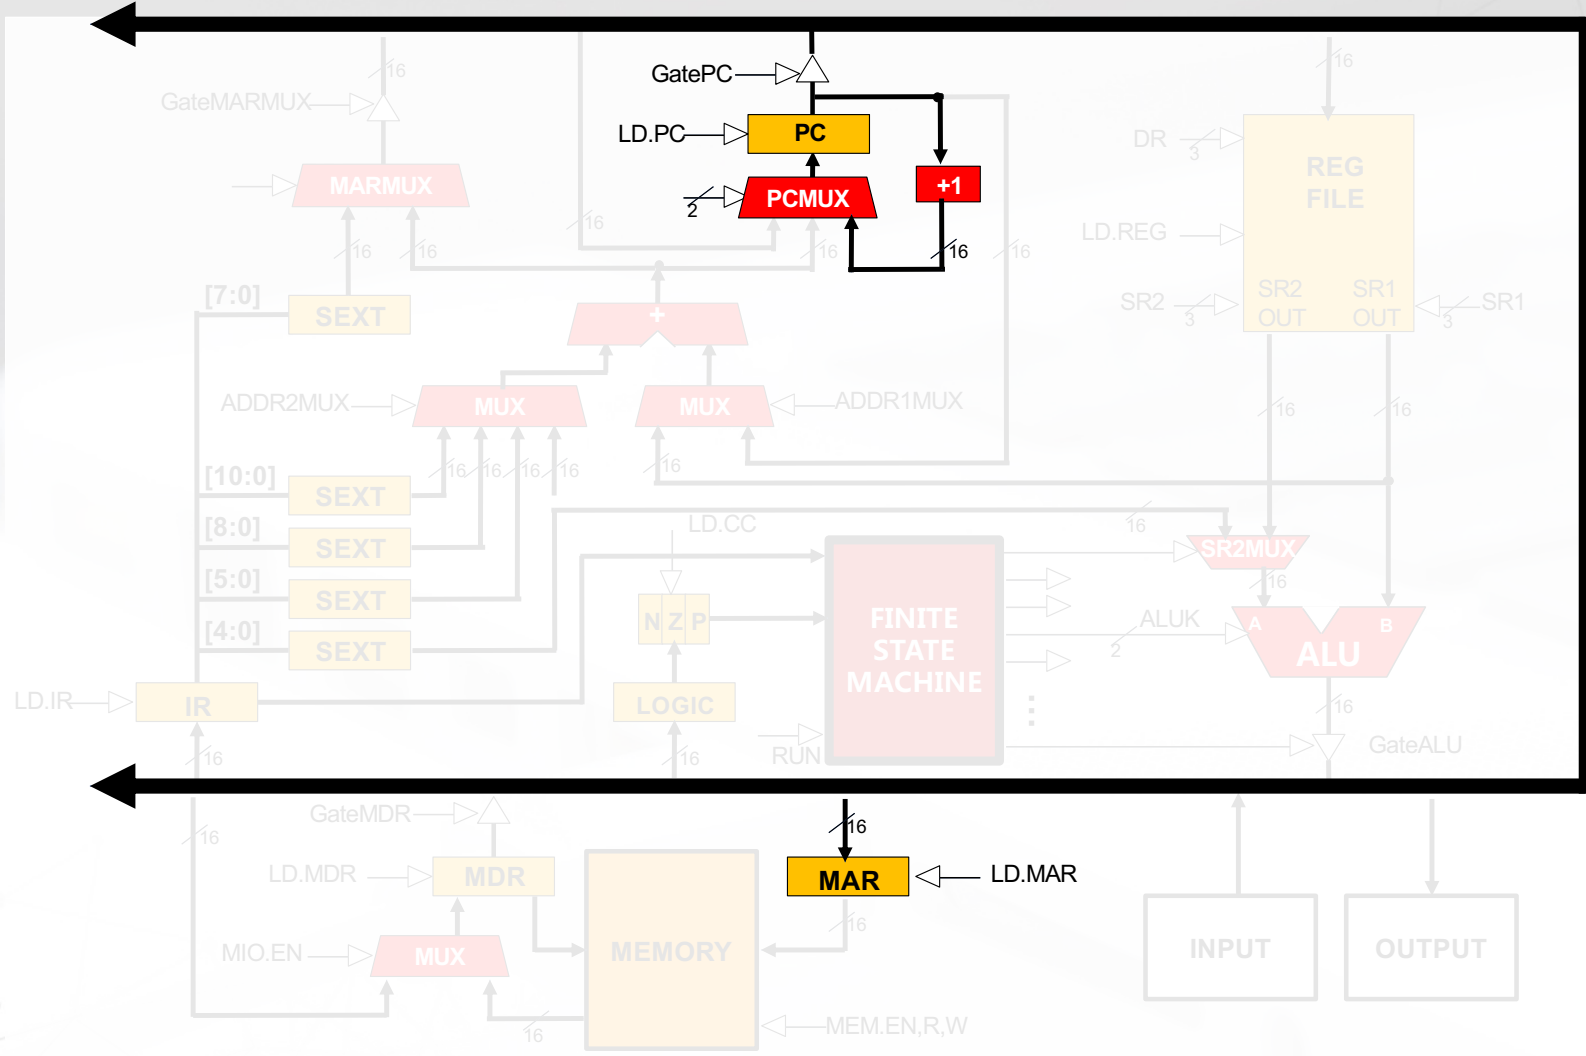 16
GatePC
16
GateMARMUX
LD.PC
PC
DR
3
REG
FILE
MARMUX
2
PCMUX
+1
16
16
16
16
16
16
LD.REG
[7:0]
SEXT
+
SR2
3
SR2
OUT
SR1
OUT
3
SR1
ADDR2MUX
MUX
MUX
ADDR1MUX
16
16
[10:0]
SEXT
16
16
16
16
16
[8:0]
SEXT
LD.CC
16
SR2MUX
[5:0]
SEXT
16
N Z P
FINITE
STATE
MACHINE
ALUK
2
A
B
ALU
[4:0]
SEXT
LD.IR
IR
LOGIC
16
16
16
RUN
GateALU
GateMDR
16
16
LD.MDR
MDR
MAR
LD.MAR
16
MIO.EN
MUX
MEMORY
INPUT
OUTPUT
16
MEM.EN,R,W